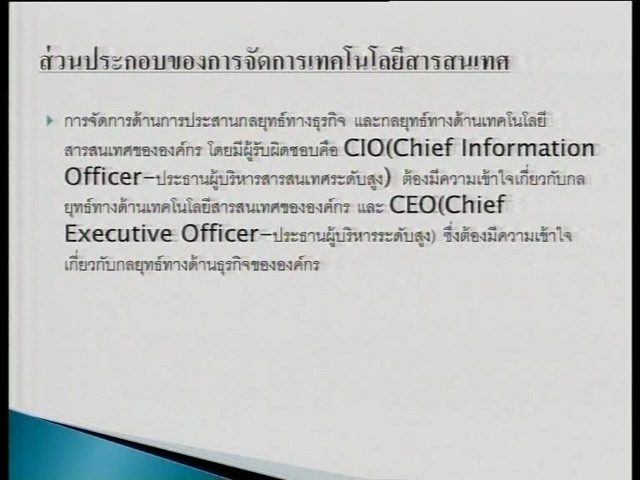 ส่วนประกอบของการจัดการเทคโนโลยีสารสนเทศ
การจัดการด้านการประสานกลยุทธ์ทางธุรกิจ และกลยุทธ์ทางด้านเทคโนโลยี
สารสนเทศขององค์กร โดยมีผู้รับผิดชอบคือ CIO(Chief Information
Officer-ประธานผู้บริหารสารสนเทศระดับสูง) ต้องมีความเข้าใจเกี่ยวกับกล
ยุทธ์ทางด้านเทคโนโลยีสารสนเทศขององค์กร และ CEO(Chief
Executive Officer-ประธานผู้บริหารระดับสูง) ซึ่งต้องมีความเข้าใจ
เกี่ยวกับกลยุทธ์ทางด้านธุรกิจขององค์กร